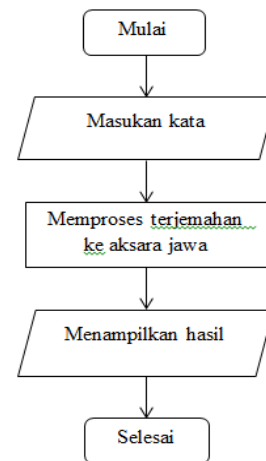 Mulai
Masukan kata
Memproses terjemahan
ke aksara jawa
Menampilkan hasil
Selesai